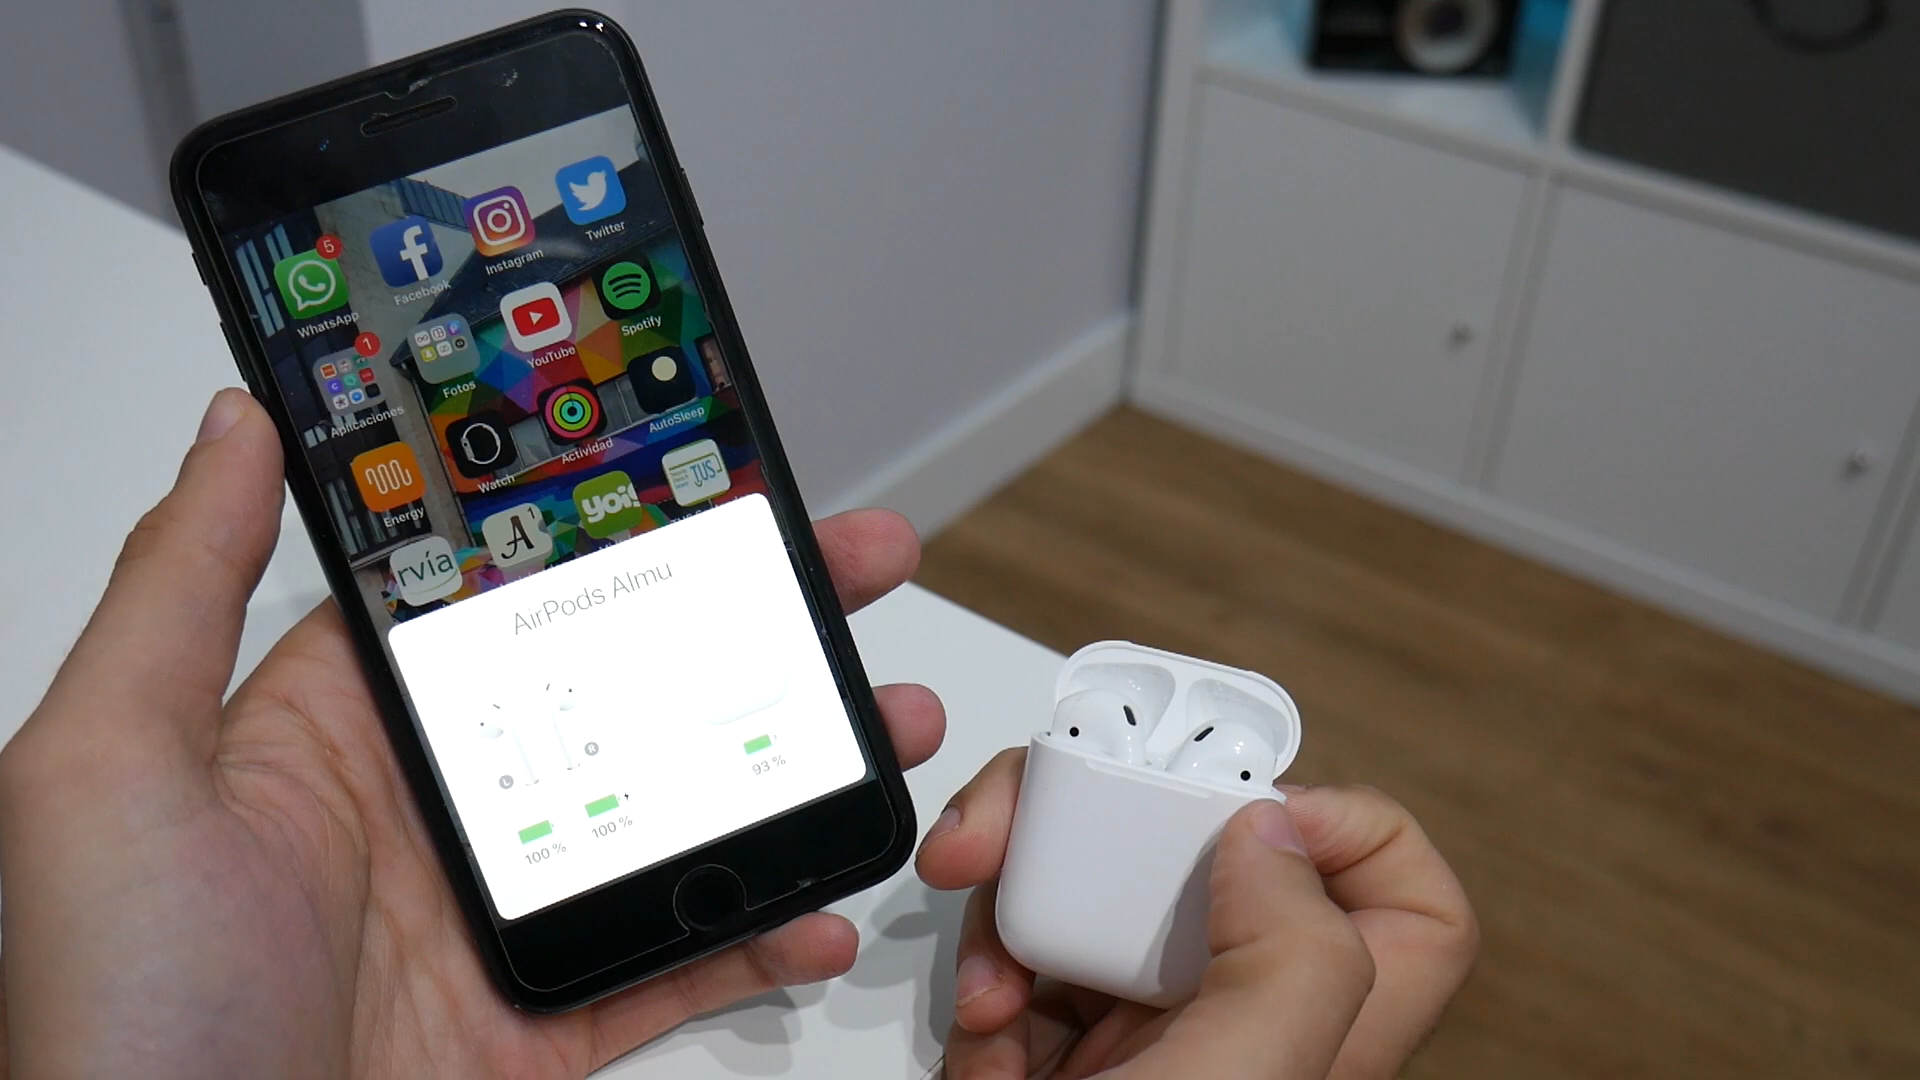 5
WhatsApp
Facebook
Instagram
Twitter
1
Aplicaciones
Fotos
YouTube
Spotify
Energy
Watch
Actividad
AutoSleep
rvía
A1
yoi!
TUS
AirPods Almu
L
R
100 %
100 %
93 %